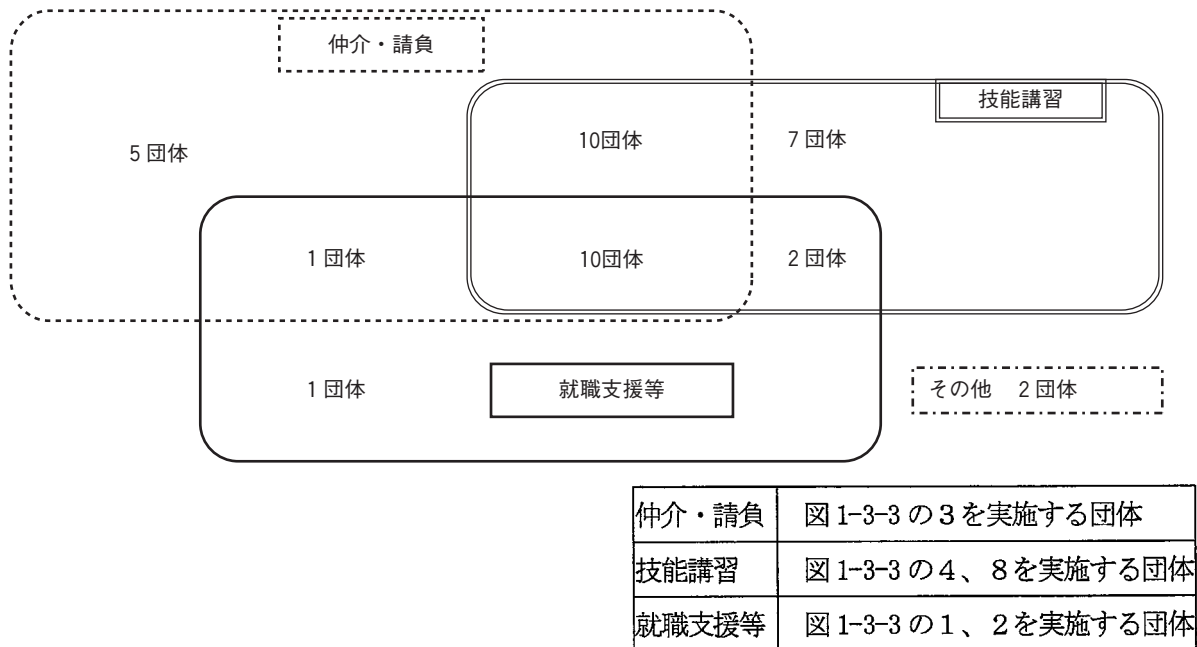 仲介・請負
技能講習
5団体
10団体
7団体
1団体
10団体
2団体
1団体
就職支援等
その他 2団体
仲介・請負 図1-3-3の3を実施する団体
技能講習 図1-3-3の4、8を実施する団体
就職支援等 図1-3-3の1、2を実施する団体